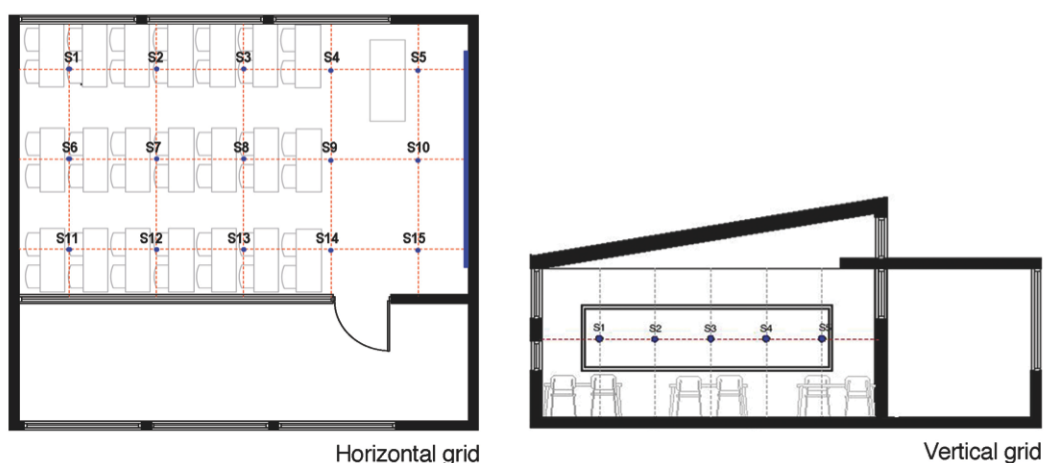 S1 S2 S3 S4 S5
S6 S7 S8 S9 S10
S11 S12 S13 S14 S15
Horizontal grid
S1 S2 S3 S4 S5
Vertical grid